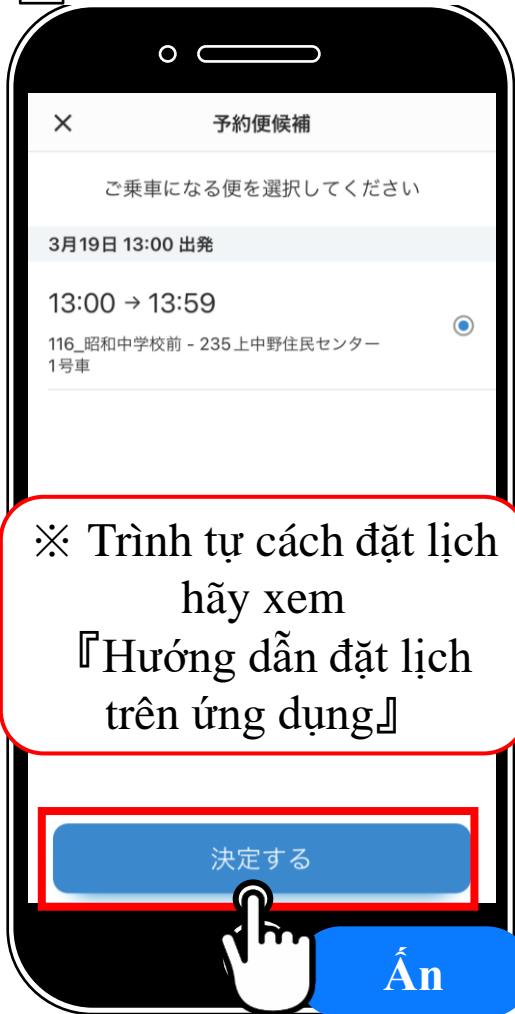 × 予約便候補
ご乗車になる便を選択してください
3月19日 13:00 出発
13:00 → 13:59
116_昭和中学校前 - 235上中野住民センター
1号車
※ Trình tự cách đặt lịch
hãy xem
『Hướng dẫn đặt lịch
trên ứng dụng』
決定する
Ấn